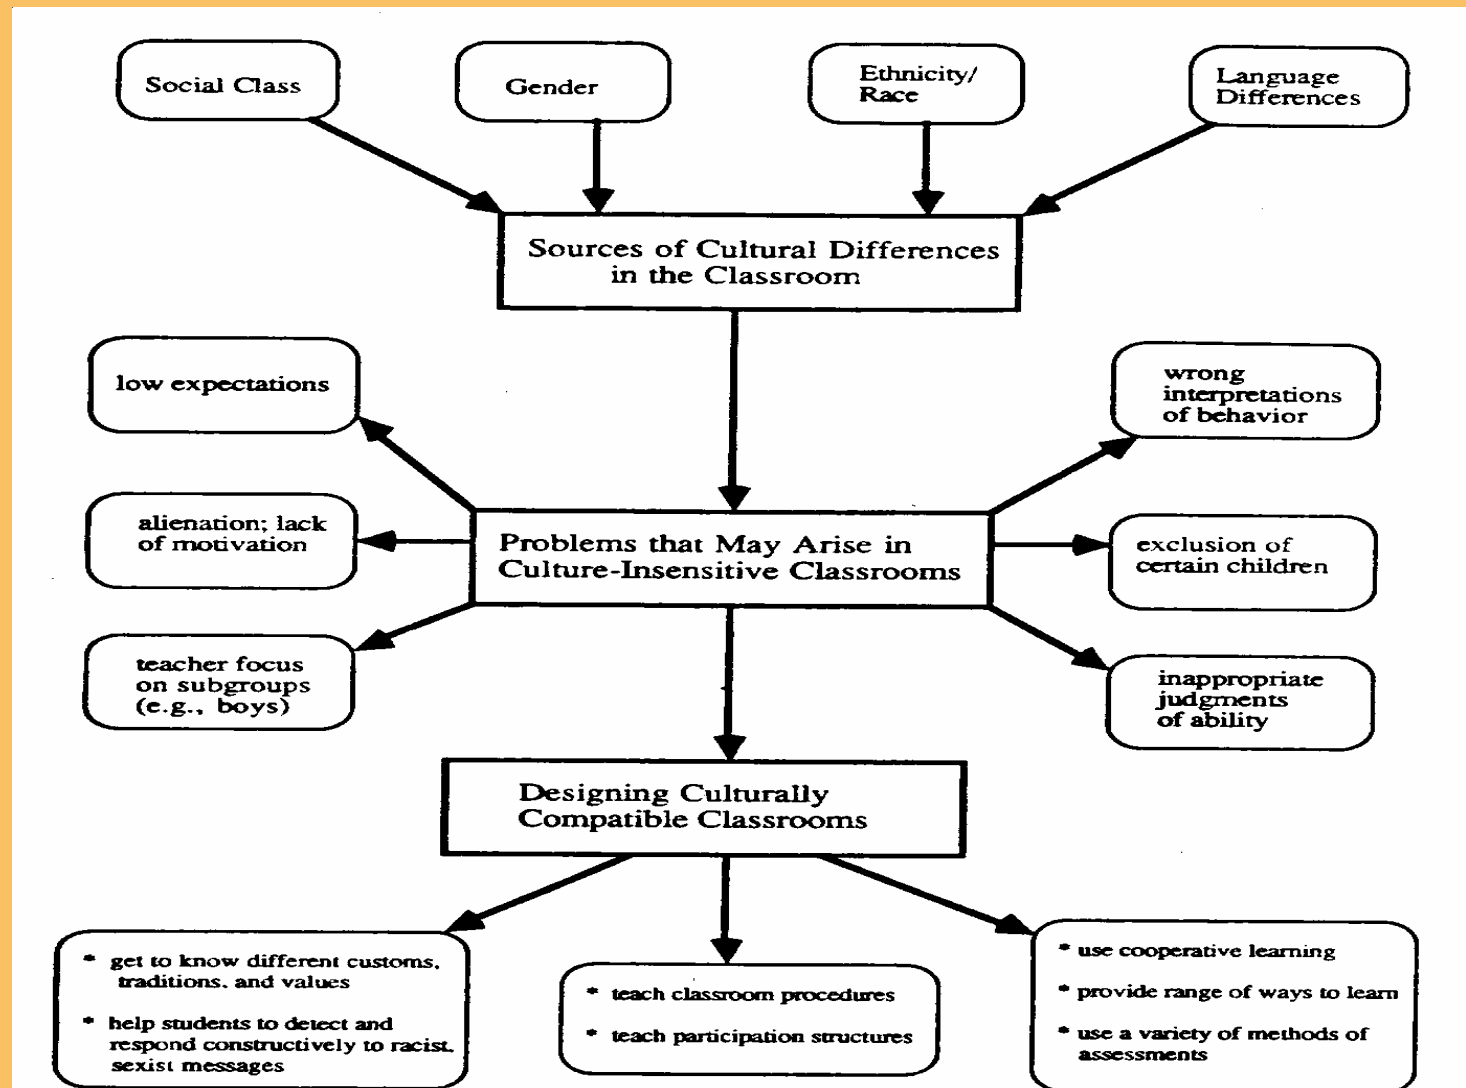 Social Class
Gender
Ethnicity/
Race
Language
Differences
Sources of Cultural Differences
in the Classroom
low expectations
wrong
interpretations
of behavior
alienation; lack
of motivation
Problems that May Arise in
Culture-Insensitive Classrooms
exclusion of
certain children
teacher focus
on subgroups
(e.g., boys)
inappropriate
judgments
of ability
Designing Culturally
Compatible Classrooms
* get to know different customs,
traditions, and values
* help students to detect and
respond constructively to racist,
sexist messages
* teach classroom procedures
* teach participation structures
* use cooperative learning
* provide range of ways to learn
* use a variety of methods of
assessments